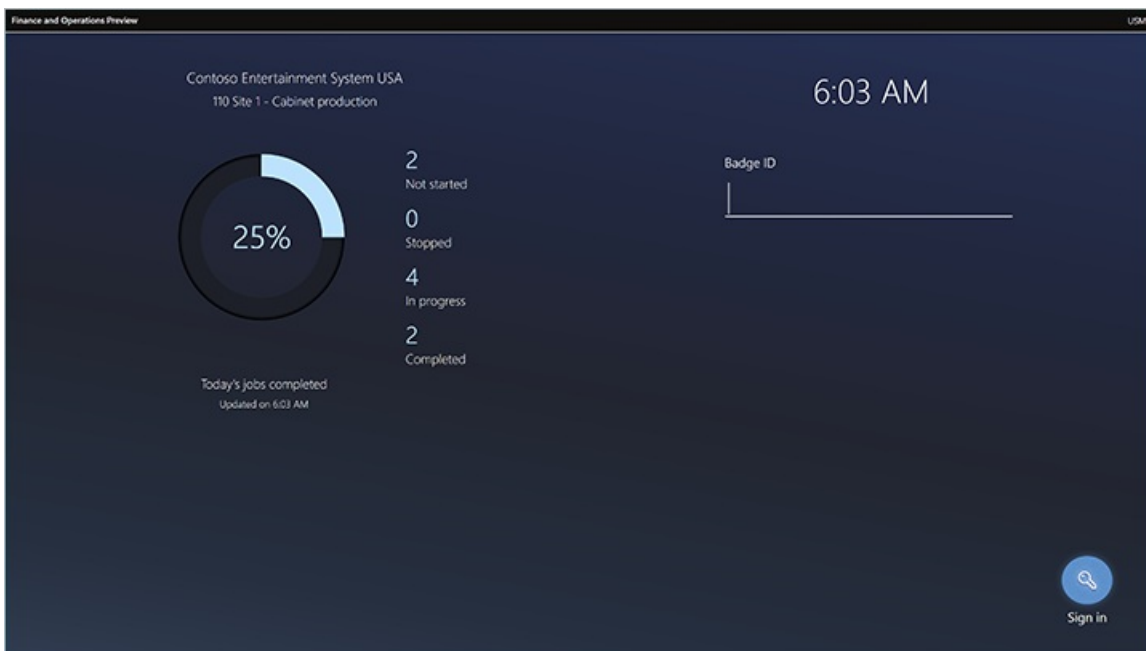 Finance and Operations Preview
USM
Contoso Entertainment System USA
110 Site 1 - Cabinet production
25%
Today's jobs completed
Updated on 6:03 AM
2
Not started
0
Stopped
4
In progress
2
Completed
6:03 AM
Badge ID
Sign in